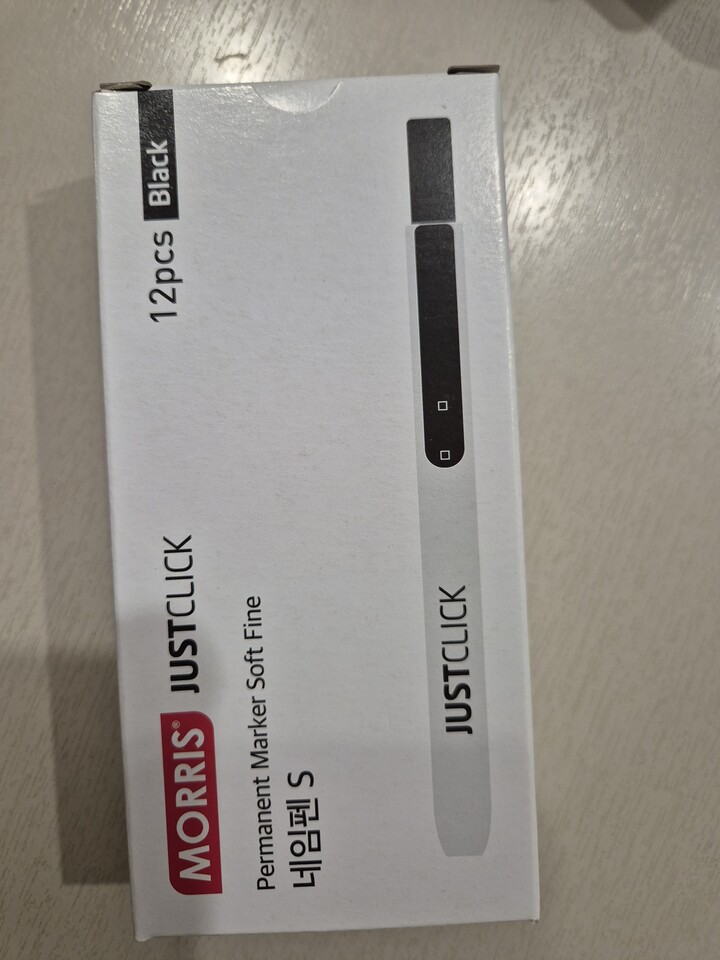 MORRIS® JUSTCLICK
12pcs Black
Permanent Marker Soft Fine
네임펜 S
JUSTCLICK